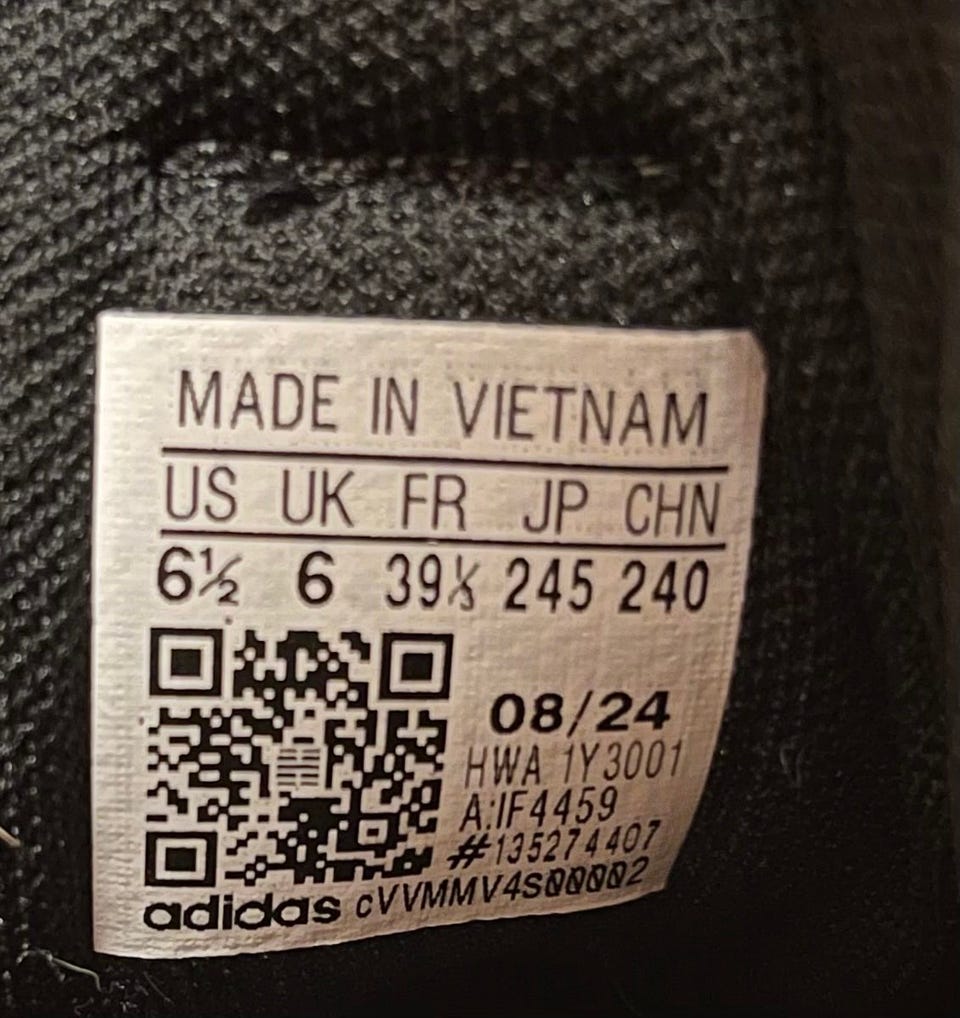 MADE IN VIETNAM
US UK FR JP CHN
6½ 6 39⅓ 245 240
08/24
HWA 1Y3001
A:IF4459
#135274407
adidas cVVMMV4S00002